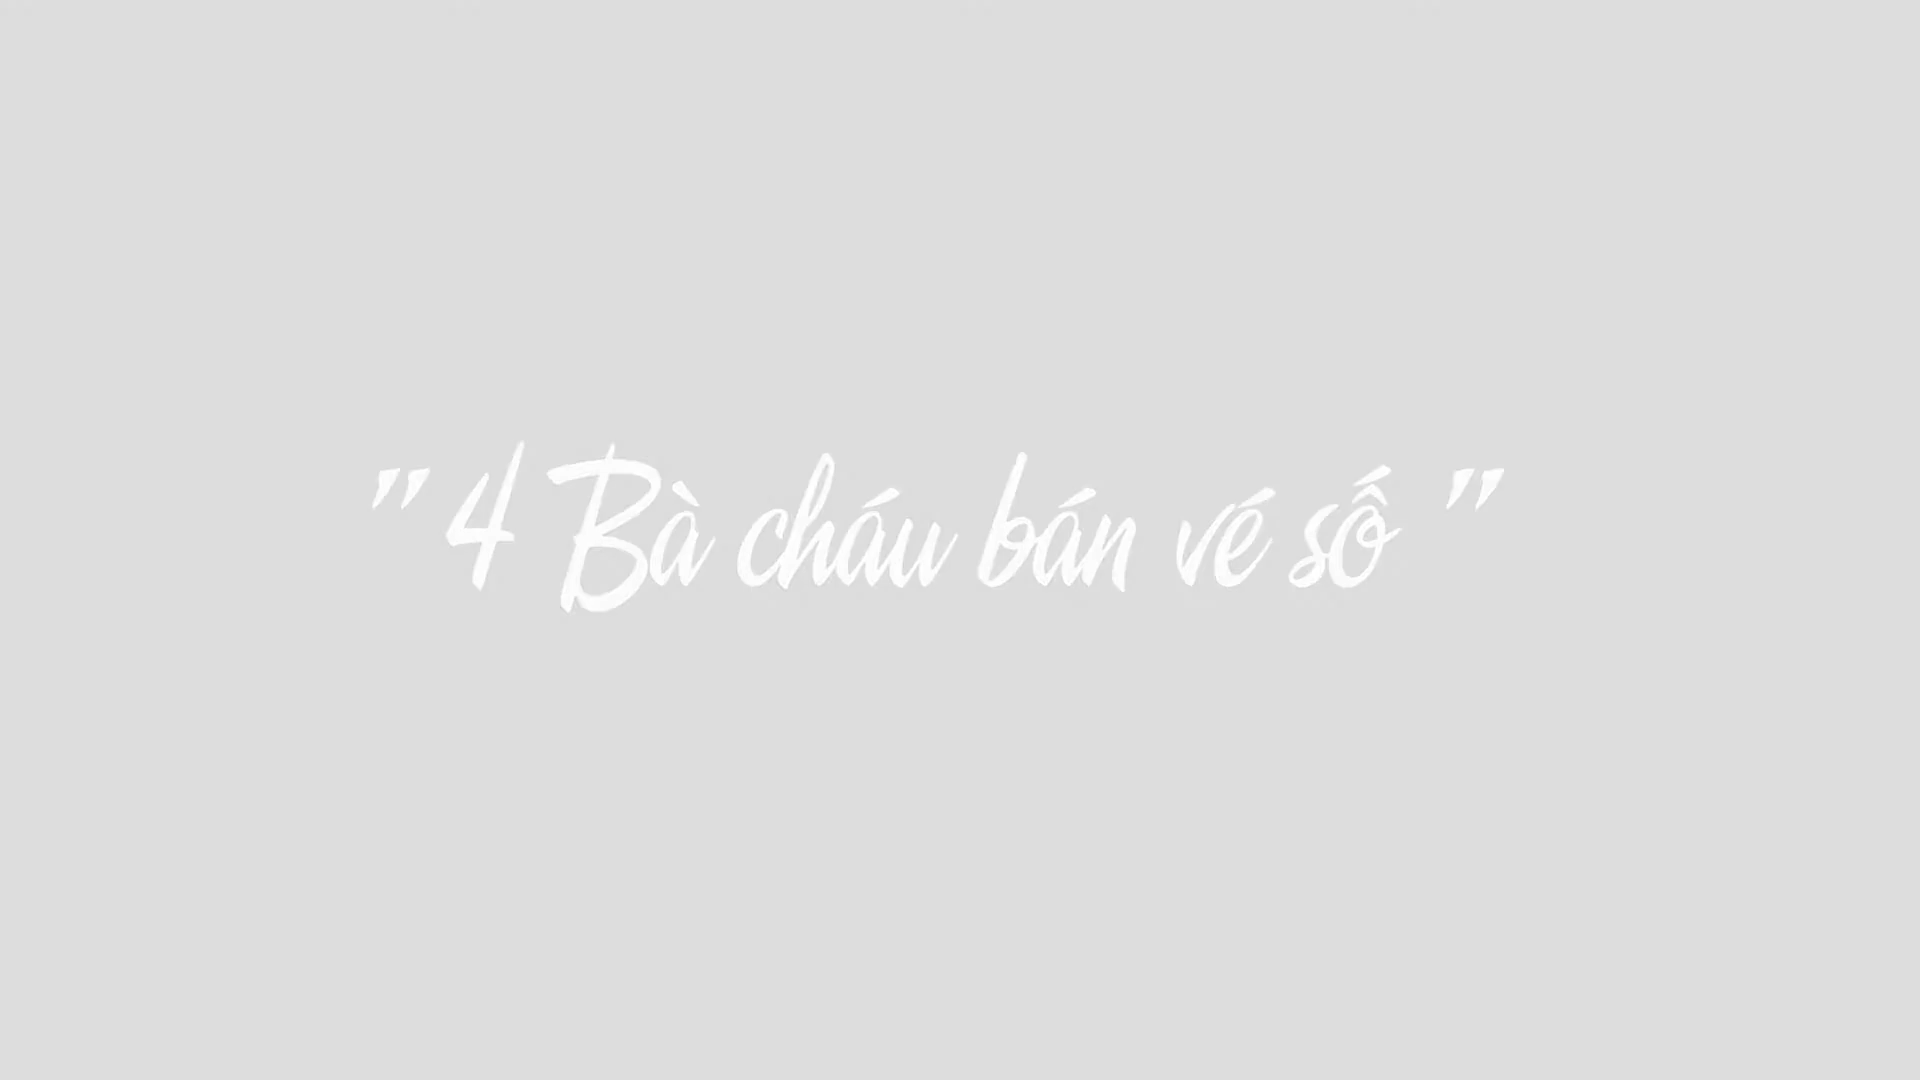 " 4 Bà cháu bán vé số "